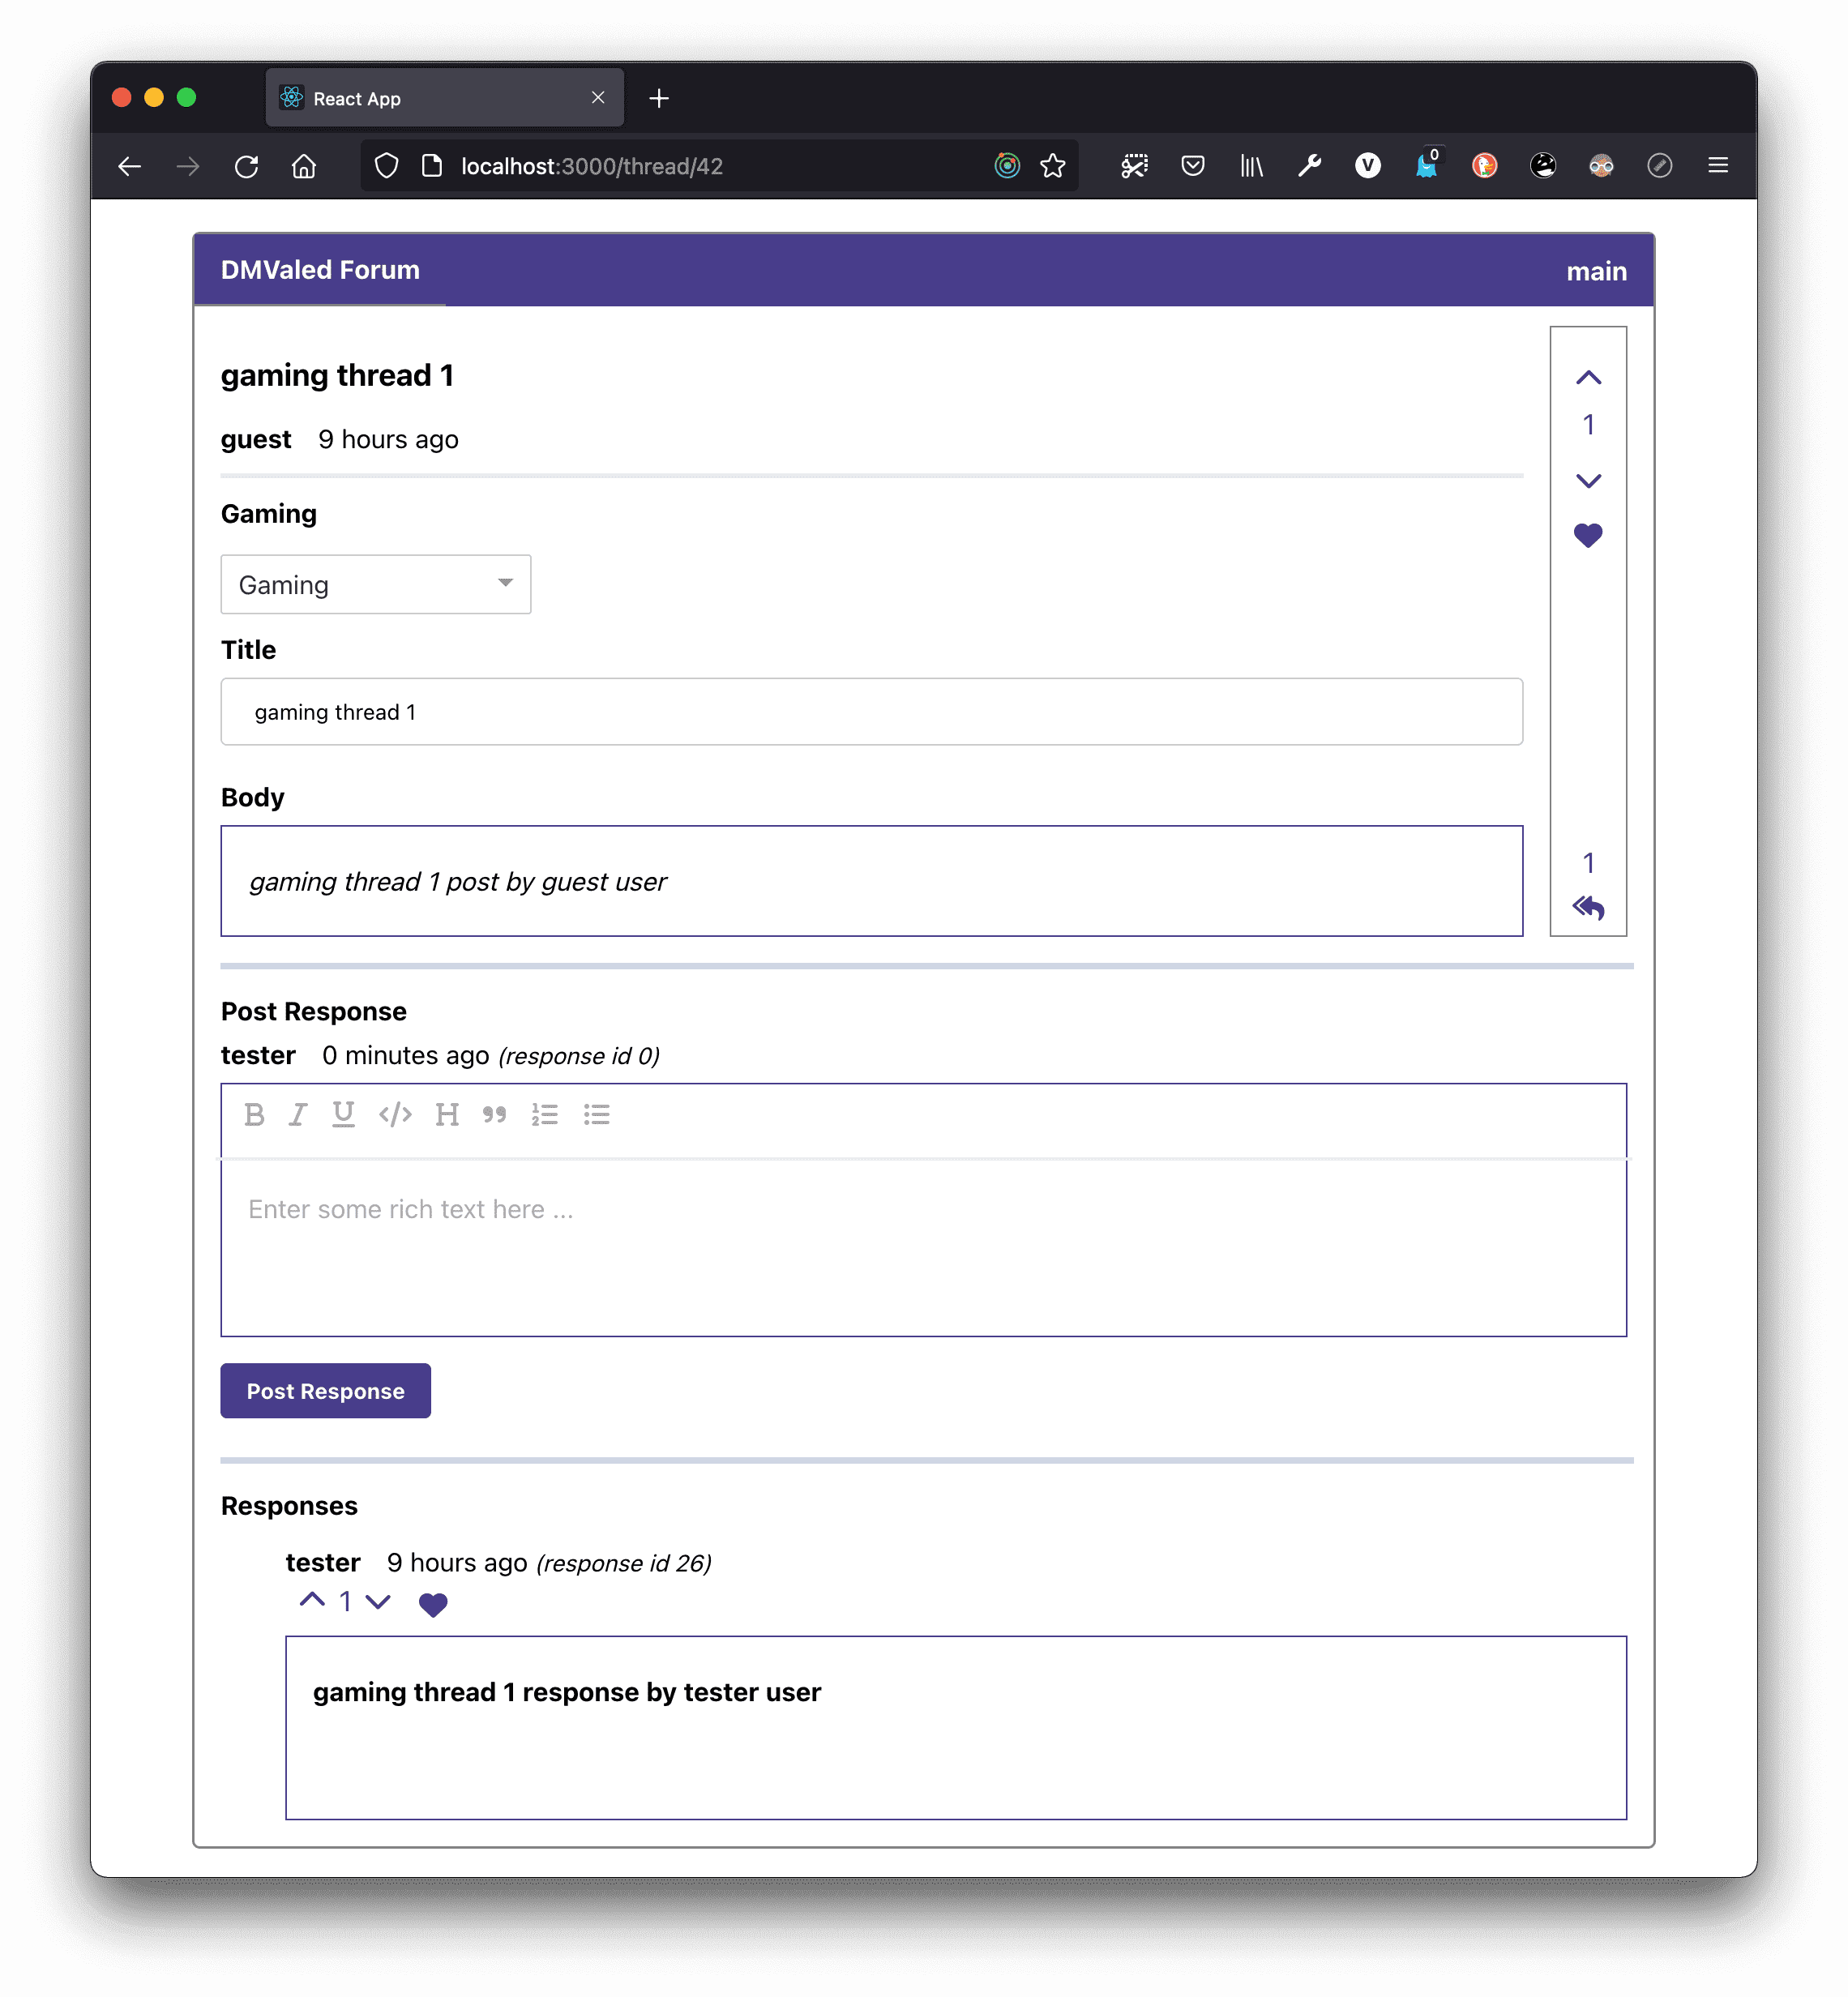 React App
localhost:3000/thread/42
0
V
DMValed Forum
main
gaming thread 1
guest 9 hours ago
1
Gaming
Gaming
Title
gaming thread 1
Body
gaming thread 1 post by guest user
1
Post Response
tester 0 minutes ago (response id 0)
B I U </> H
Enter some rich text here ...
Post Response
Responses
tester 9 hours ago (response id 26)
1
gaming thread 1 response by tester user